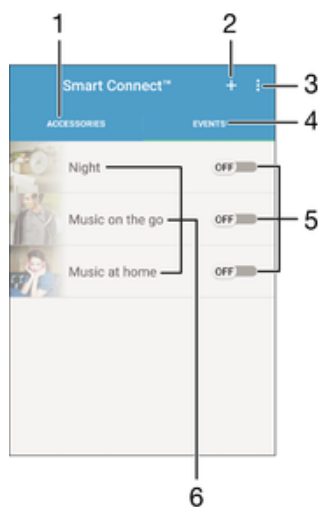 1
2
Smart Connect™
3
ACCESSORIES
EVENTS
4
Night
OFF
Music on the go
OFF
5
Music at home
OFF
6